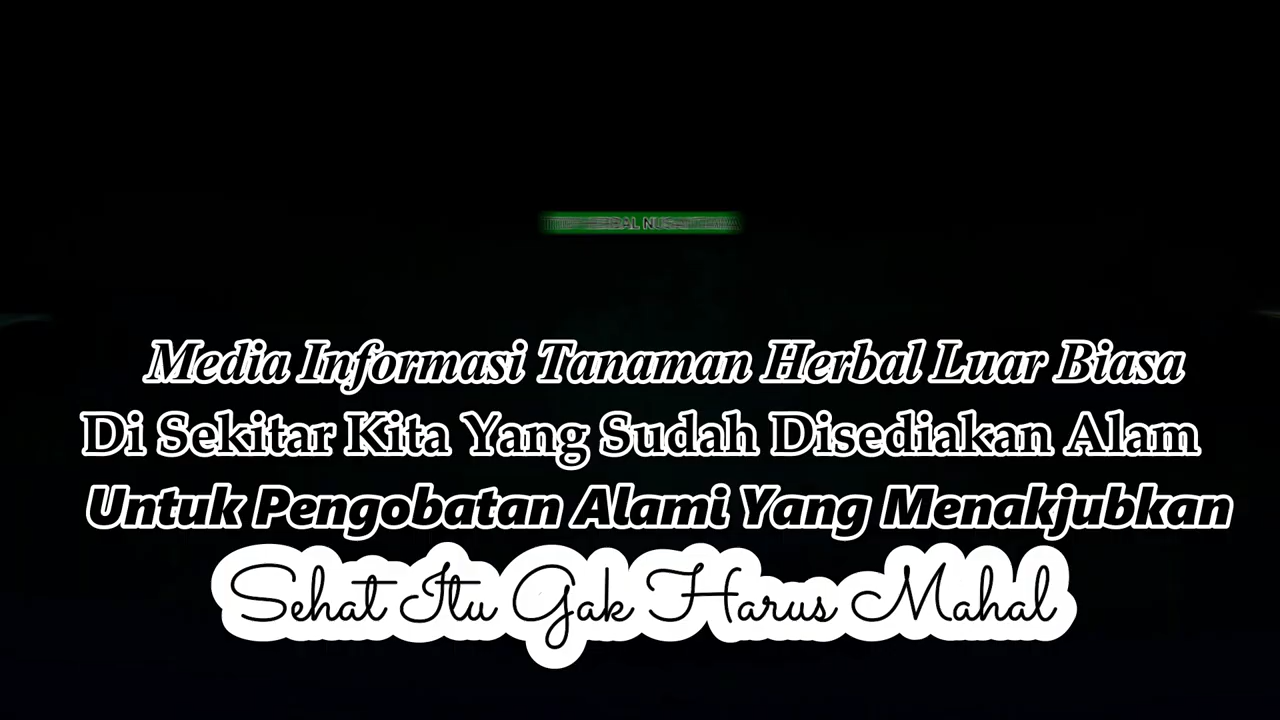 Media Informasi Tanaman Herbal Luar Biasa
Di Sekitar Kita Yang Sudah Disediakan Alam
Untuk Pengobatan Alami Yang Menakjubkan
Sehat Itu Gak Harus Mahal